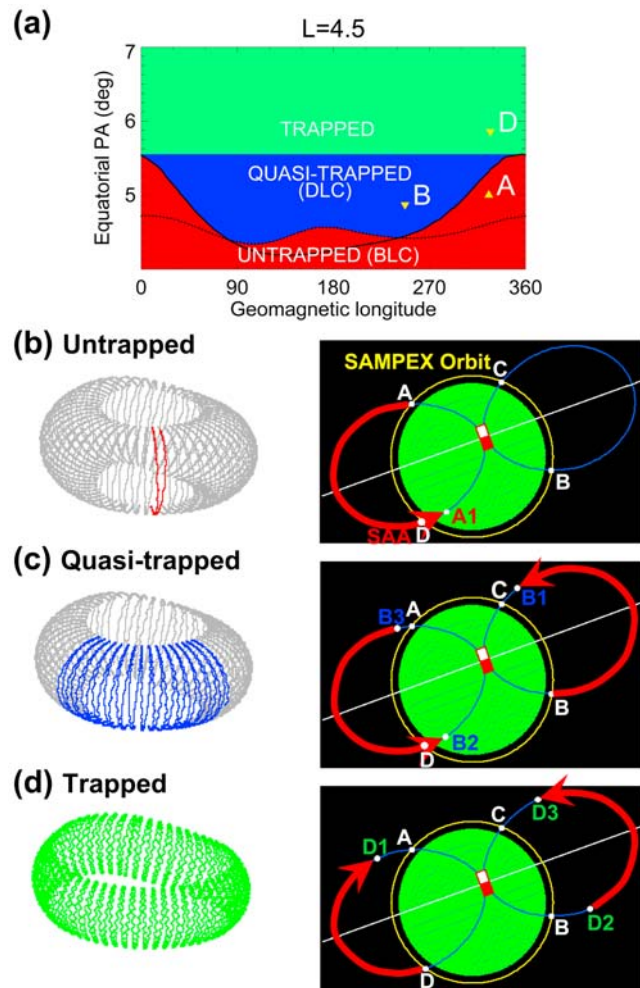 (a)
L=4.5
Equatorial PA (deg)
7
6
5
TRAPPED
D
QUASI-TRAPPED
(DLC)
B
A
UNTRAPPED (BLC)
0 90 180 270 360
Geomagnetic longitude
(b) Untrapped
SAMPEX Orbit
A
C
B
A1
SAA
D
(c) Quasi-trapped
B3
A
C
B1
B
B2
D
(d) Trapped
D1
A
C
D3
B
D2
D